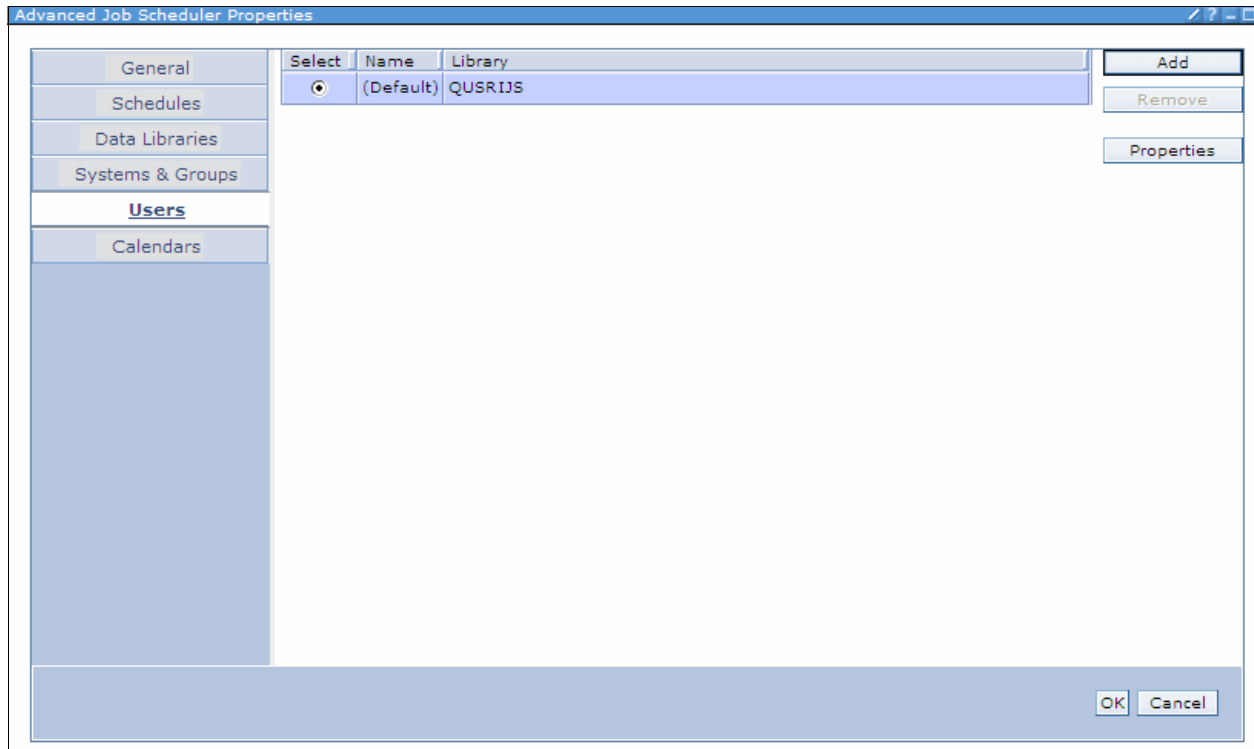 Advanced Job Scheduler Properties
General
Schedules
Data Libraries
Systems & Groups
Users
Calendars
Select Name Library
(Default) QUSRIJS
Add
Remove
Properties
OK Cancel